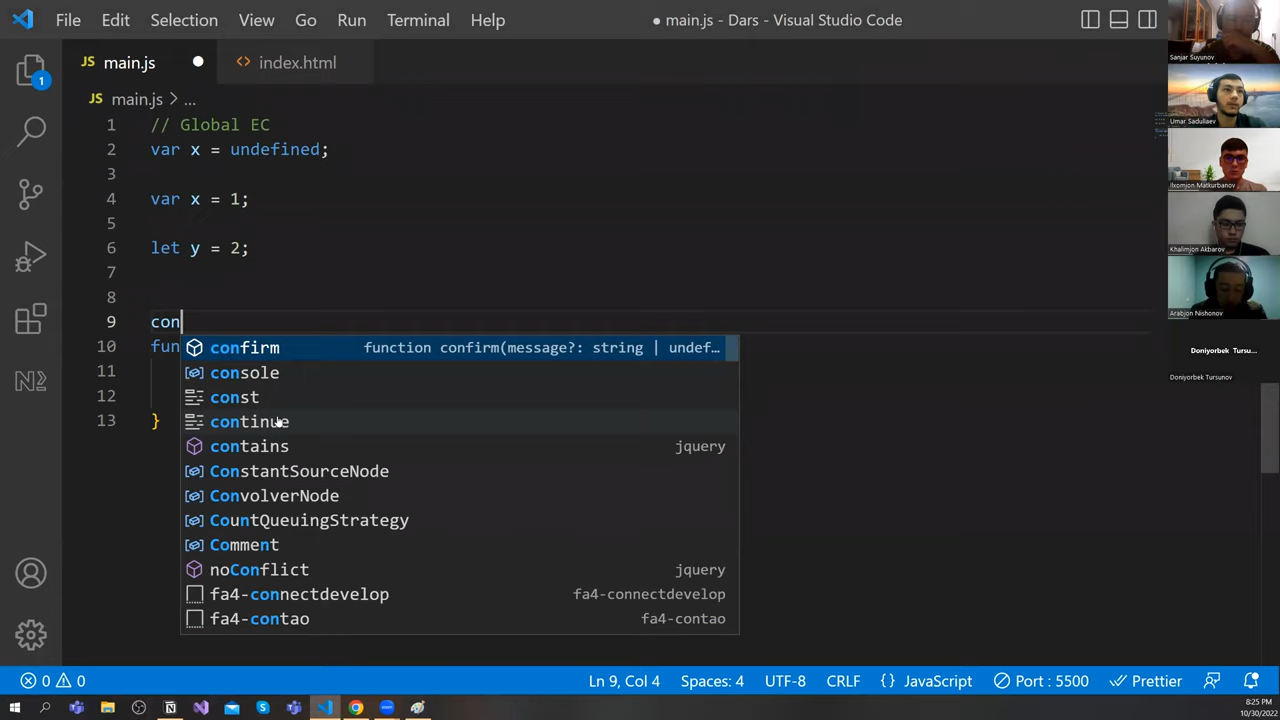 File Edit Selection View Go Run Terminal Help
● main.js - Dars - Visual Studio Code
JS main.js ●
<> index.html
1
JS main.js > ...
1 // Global EC
2 var x = undefined;
3
4 var x = 1;
5
6 let y = 2;
7
8
9 con
10 fun
11
12
13 }
confirm function confirm(message?: string | undef…
console
const
continue
contains jquery
ConstantSourceNode
ConvolverNode
CountQueuingStrategy
Comment
noConflict jquery
fa4-connectdevelop fa4-connectdevelop
fa4-contao fa4-contao
Sanjar Suyunov
Umar Sadullaev
Ilxomjon Matkurbanov
Khalimjon Akbarov
Arabjon Nishonov
Doniyorbek Tursu...
Doniyorbek Tursunov
0 0
Ln 9, Col 4 Spaces: 4 UTF-8 CRLF {} JavaScript Port : 5500 Prettier
8:25 PM
10/30/2022